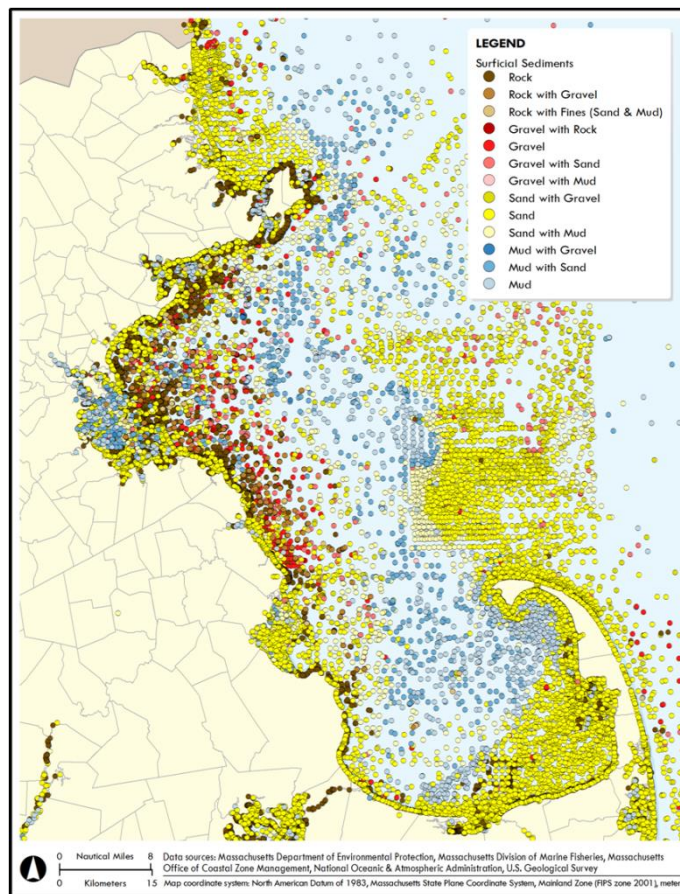 LEGEND
Surficial Sediments
Rock
Rock with Gravel
Rock with Fines (Sand & Mud)
Gravel with Rock
Gravel
Gravel with Sand
Gravel with Mud
Sand with Gravel
Sand
Sand with Mud
Mud with Gravel
Mud with Sand
Mud
0 Nautical Miles 8
0 Kilometers 15
Data sources: Massachusetts Department of Environmental Protection, Massachusetts Division of Marine Fisheries, Massachusetts
Office of Coastal Zone Management, National Oceanic & Atmospheric Administration, U.S. Geological Survey
Map coordinate system: North American Datum of 1983, Massachusetts State Plane Coordinate System, Mainland Zone (FIPS zone 2001), meter